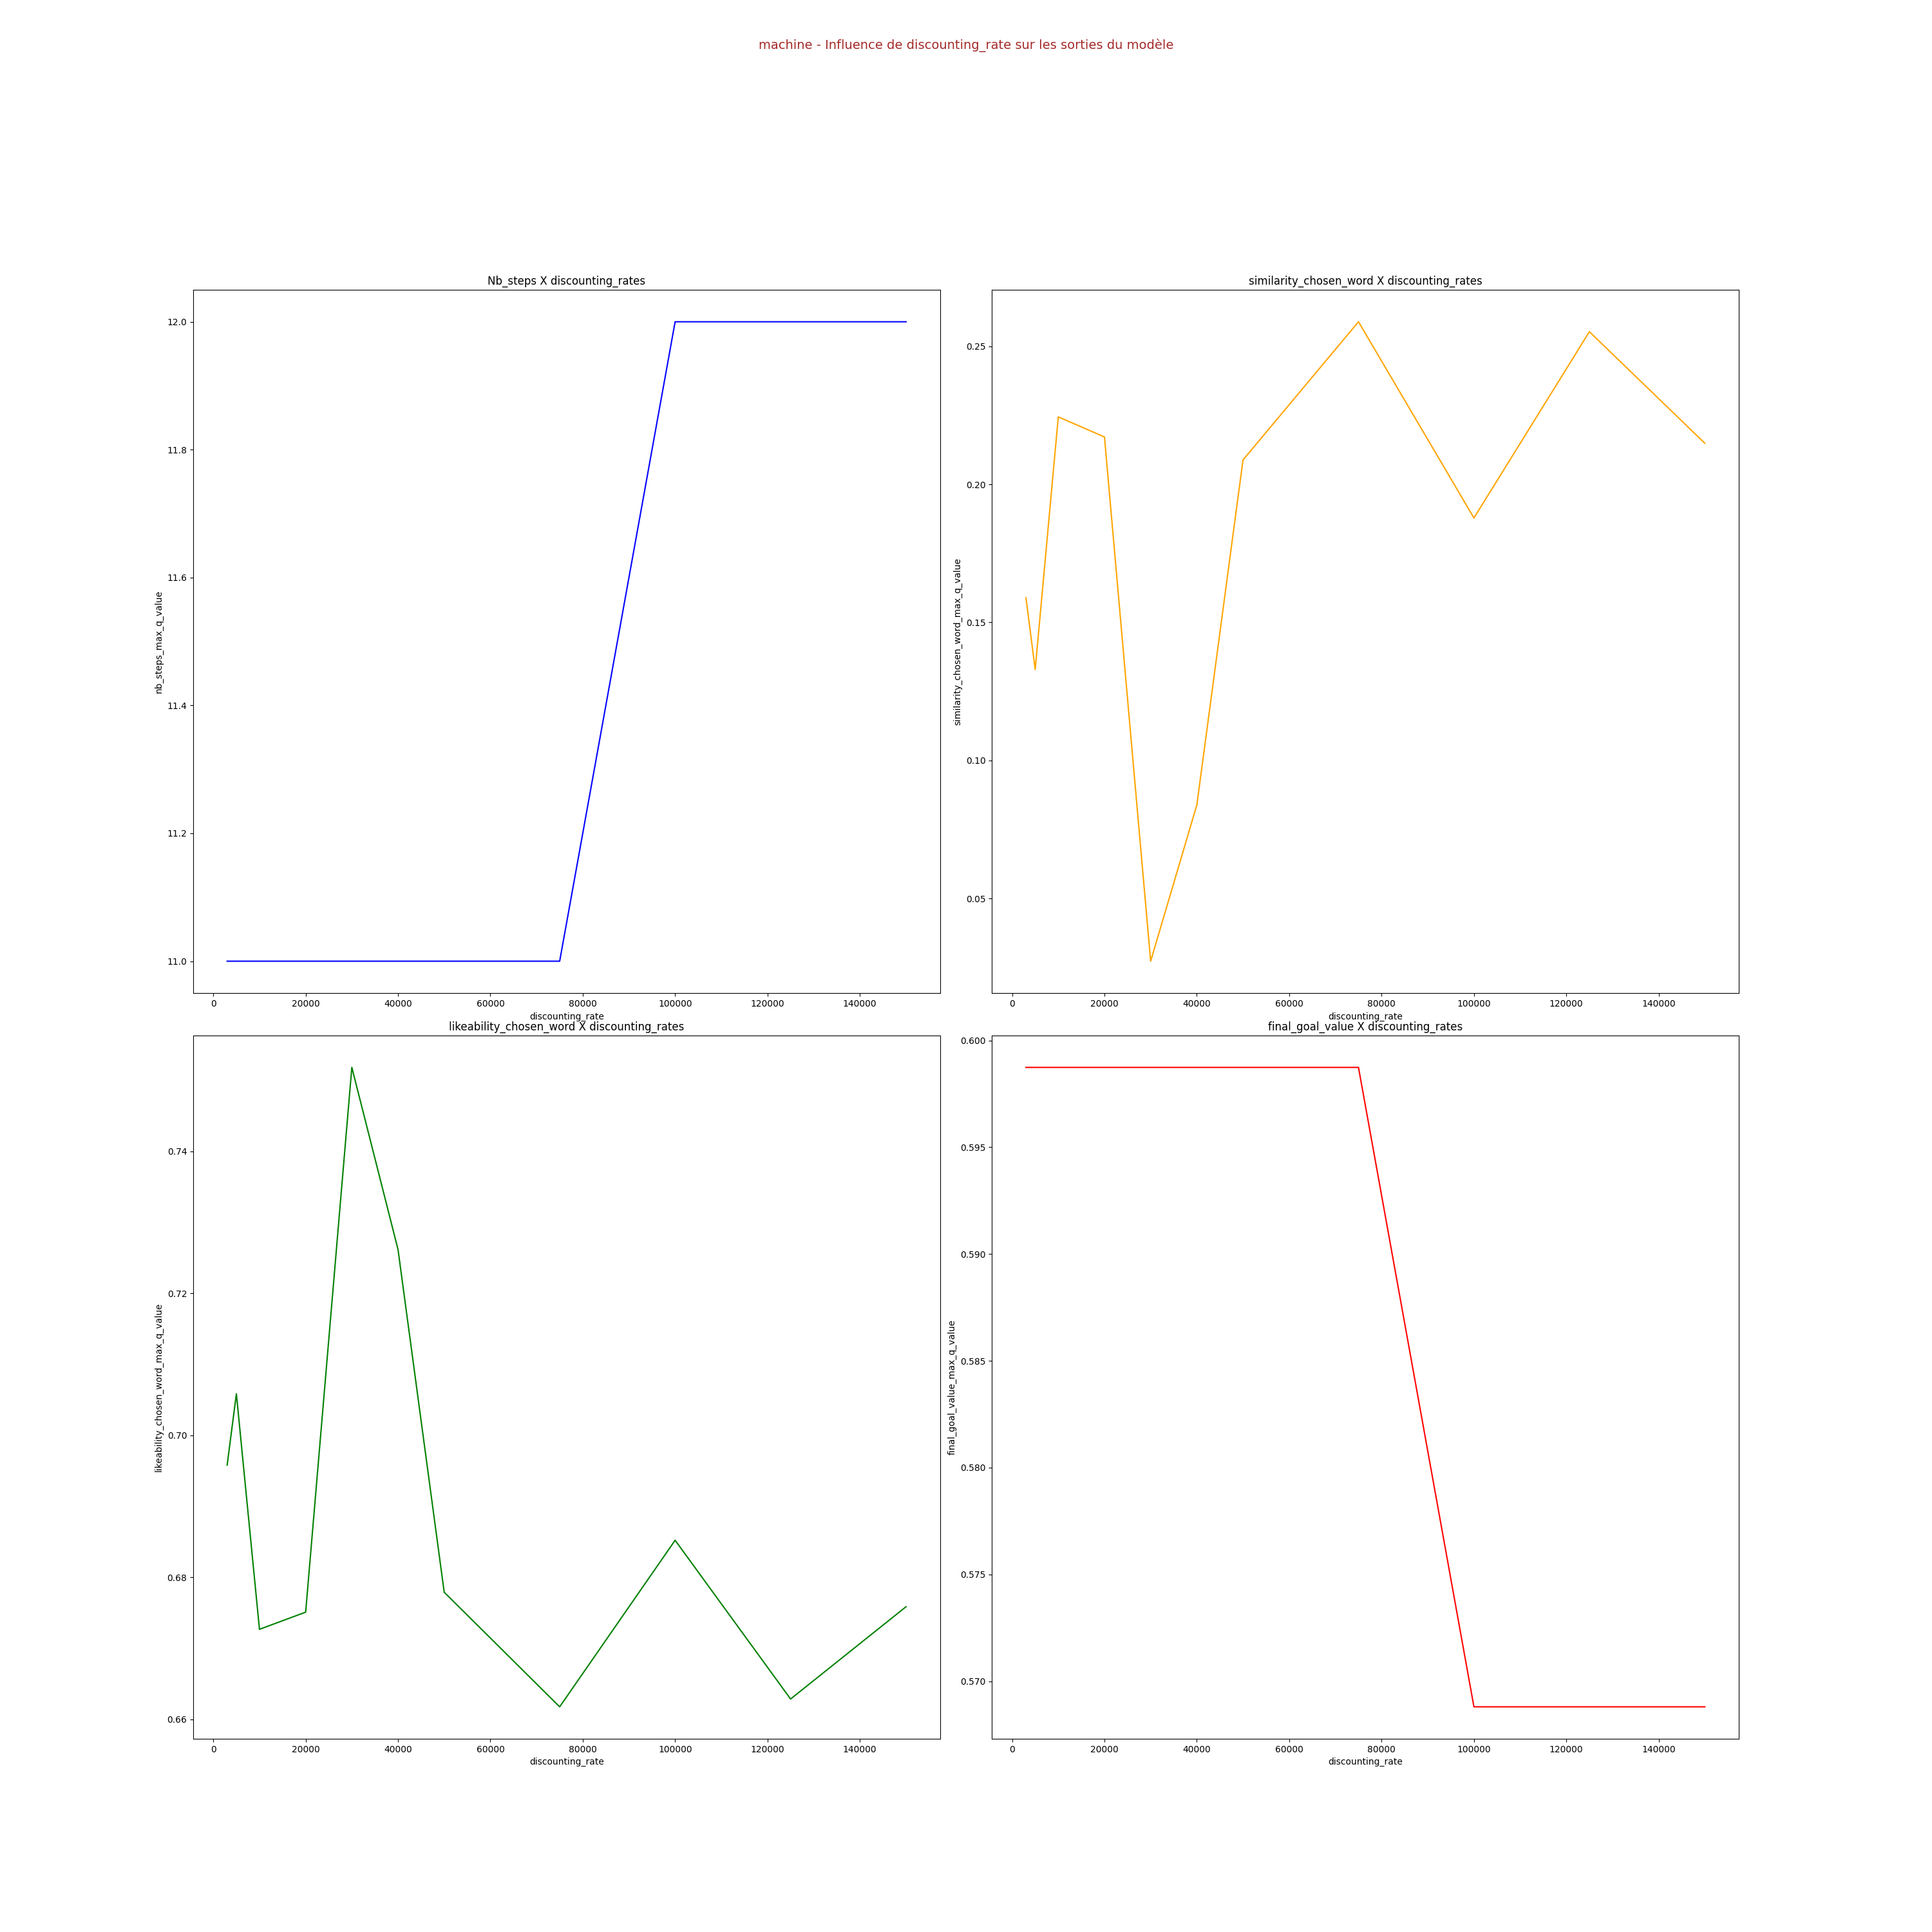 machine - Influence de discounting_rate sur les sorties du modèle
Nb_steps X discounting_rates
12.0
11.8
11.6
11.4
11.2
11.0
nb_steps_max_q_value
0 20000 40000 60000 80000 100000 120000 140000
discounting_rate
similarity_chosen_word X discounting_rates
0.25
0.20
0.15
0.10
0.05
similarity_chosen_word_max_q_value
0 20000 40000 60000 80000 100000 120000 140000
discounting_rate
likeability_chosen_word X discounting_rates
0.74
0.72
0.70
0.68
0.66
likeability_chosen_word_max_q_value
0 20000 40000 60000 80000 100000 120000 140000
discounting_rate
final_goal_value X discounting_rates
0.600
0.595
0.590
0.585
0.580
0.575
0.570
final_goal_value_max_q_value
0 20000 40000 60000 80000 100000 120000 140000
discounting_rate